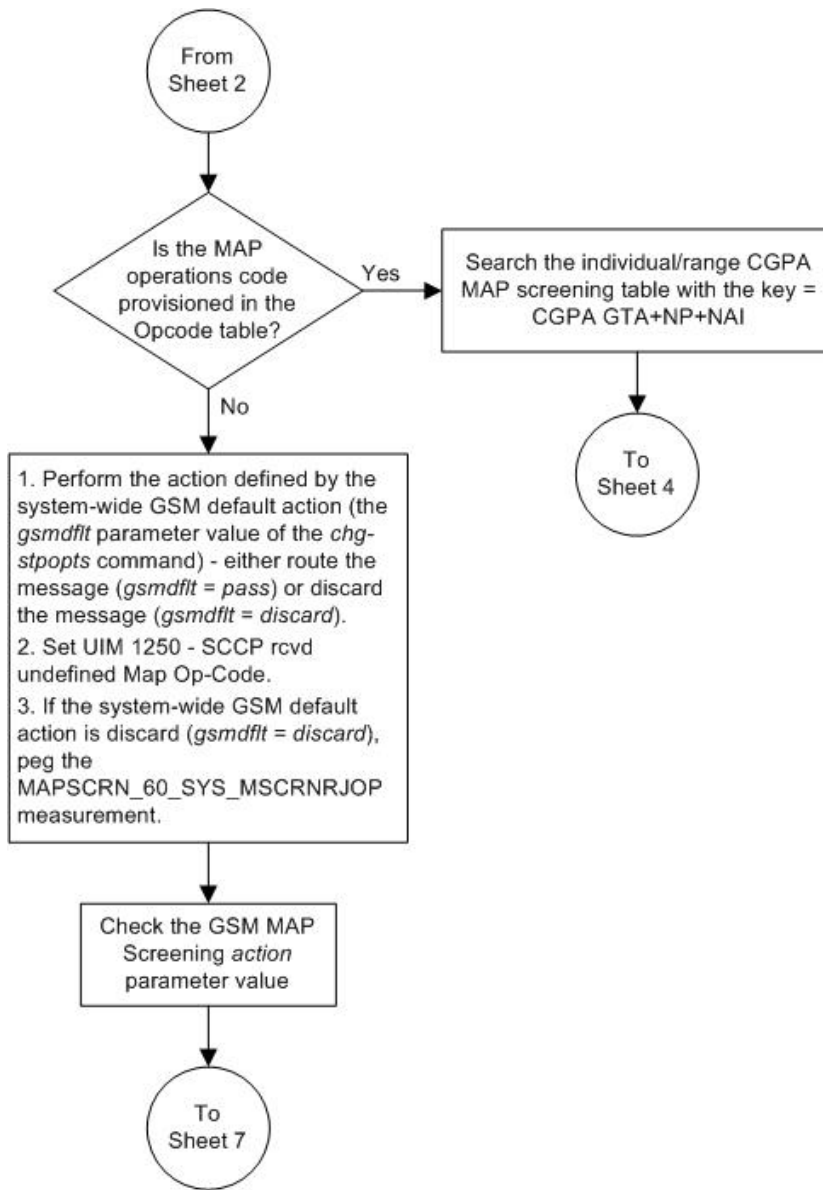 From
Sheet 2
Is the MAP
operations code
provisioned in the
Opcode table?
Yes
Search the individual/range CGPA
MAP screening table with the key =
CGPA GTA+NP+NAI
To
Sheet 4
No
1. Perform the action defined by the
system-wide GSM default action (the
gsmdflt parameter value of the chg-
stpopts command) - either route the
message (gsmdflt = pass) or discard
the message (gsmdflt = discard).
2. Set UIM 1250 - SCCP rcvd
undefined Map Op-Code.
3. If the system-wide GSM default
action is discard (gsmdflt = discard),
peg the
MAPSCRN_60_SYS_MSCRNRJOP
measurement.
Check the GSM MAP
Screening action
parameter value
To
Sheet 7